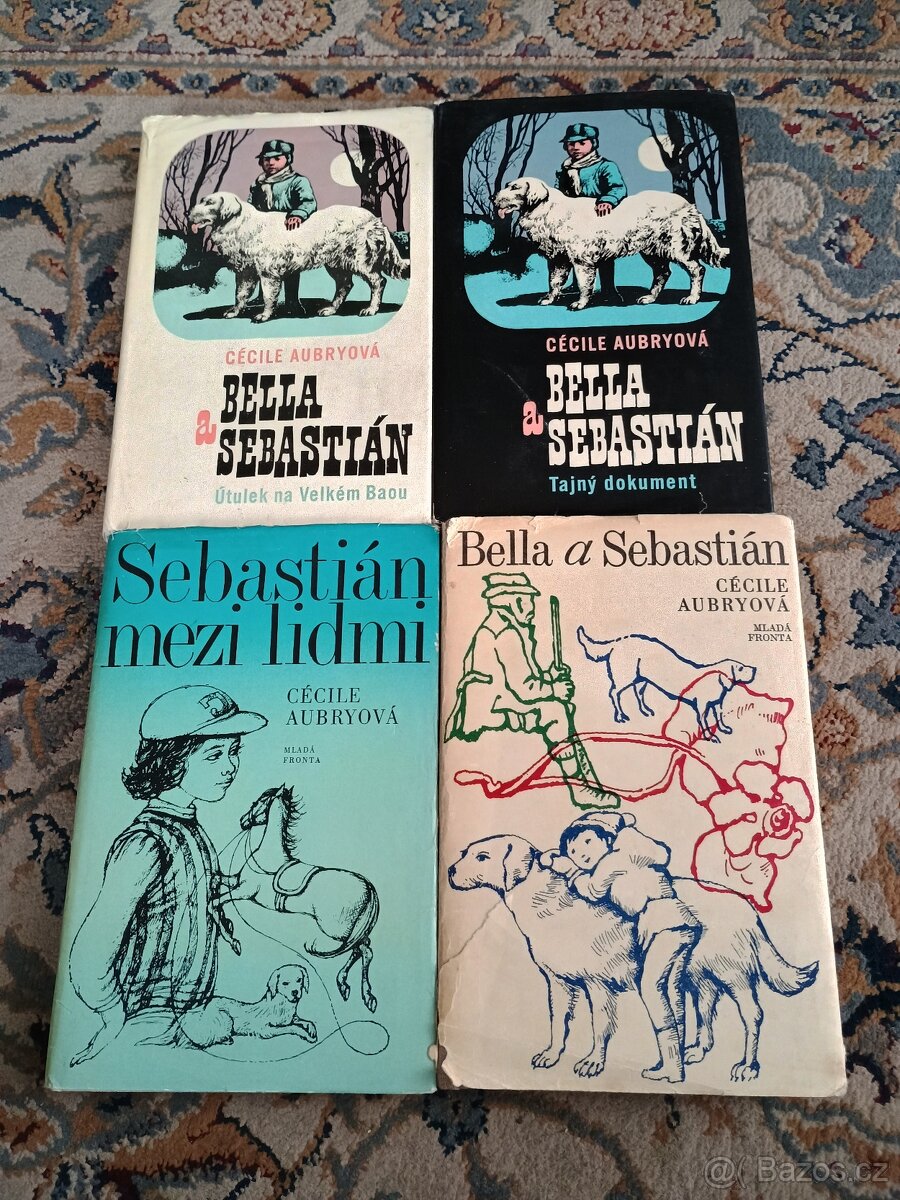 CÉCILE AUBRYOVÁ
BELLA
a SEBASTIÁN
Útulek na Velkém Baou
CÉCILE AUBRYOVÁ
BELLA
a SEBASTIÁN
Tajný dokument
Sebastián
mezi lidmi
CÉCILE
AUBRYOVÁ
MLADÁ
FRONTA
Bella a Sebastián
CÉCILE
AUBRYOVÁ
MLADÁ
FRONTA
@ Bazos.cz